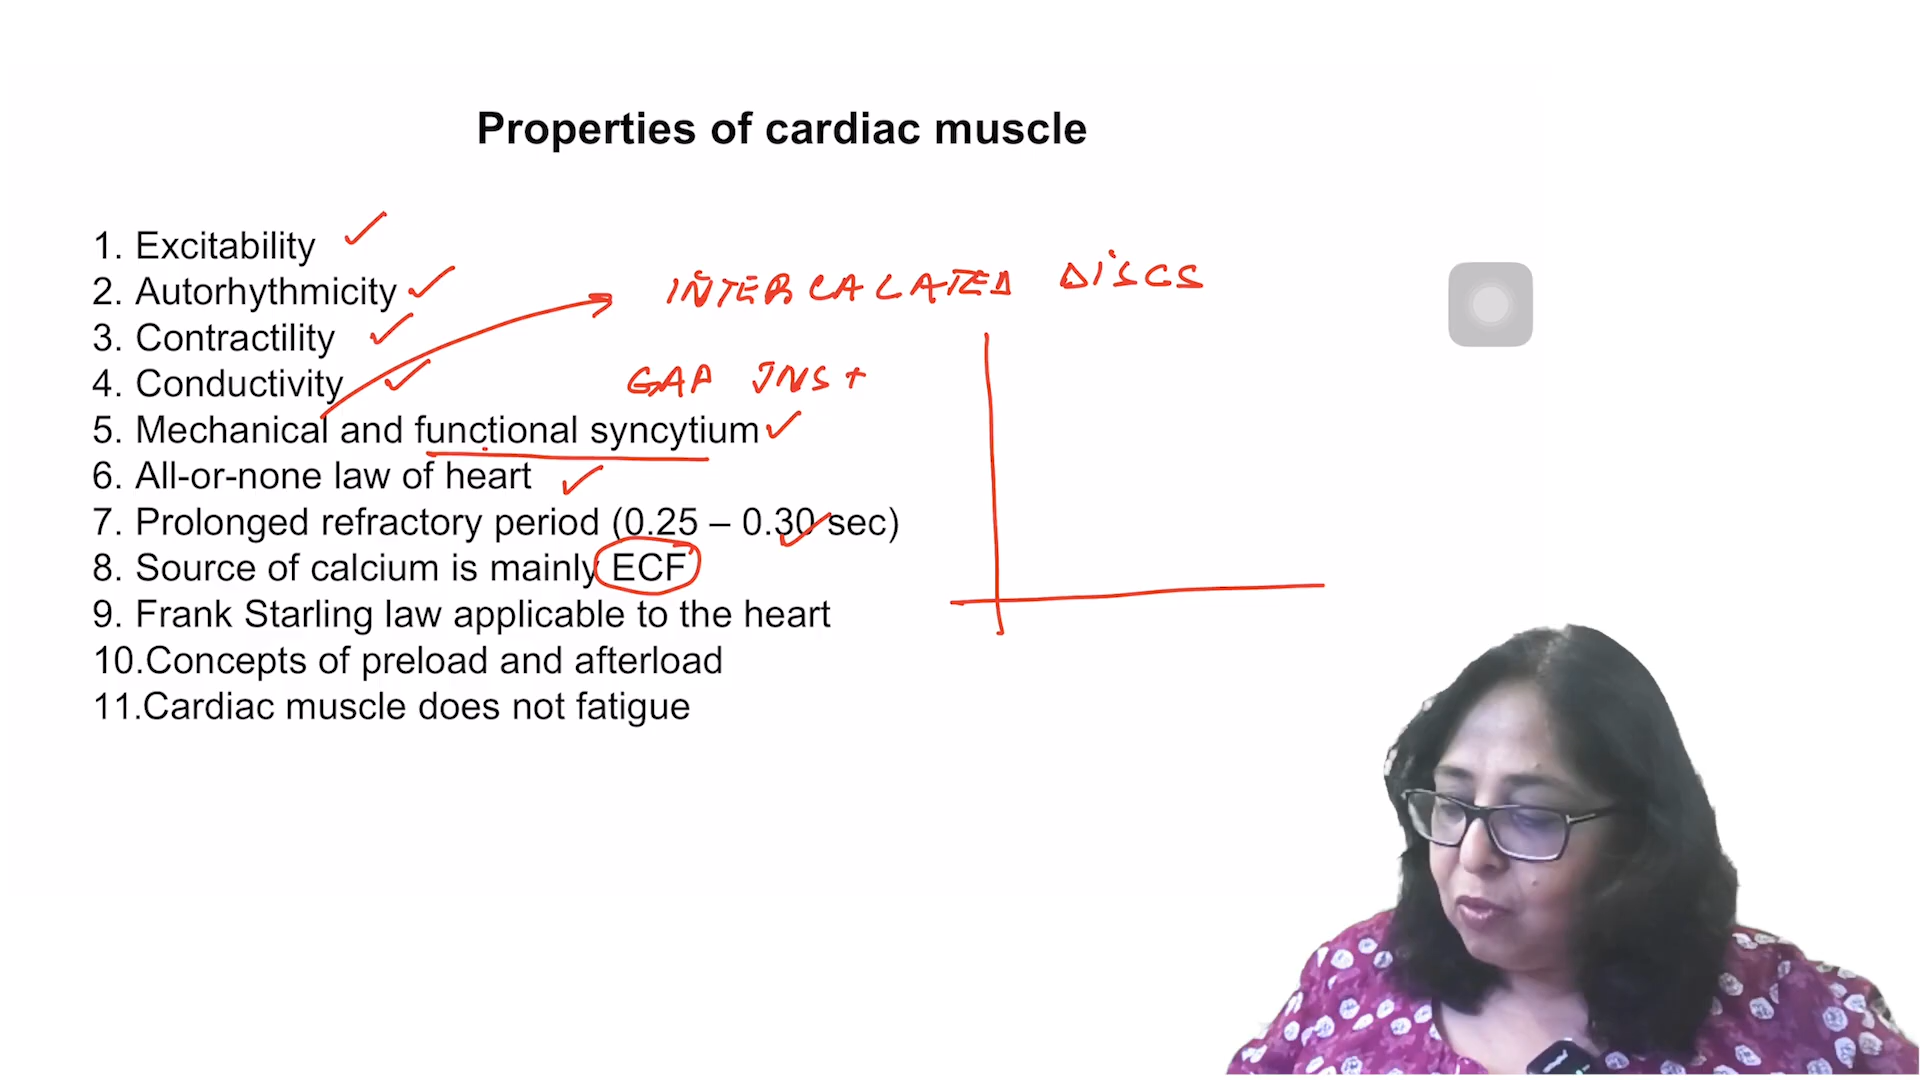 Properties of cardiac muscle
1. Excitability
2. Autorhythmicity
INTERCALATED DISCS
3. Contractility
4. Conductivity
GAP JNS +
5. Mechanical and functional syncytium
6. All-or-none law of heart
7. Prolonged refractory period (0.25 – 0.30 sec)
8. Source of calcium is mainly ECF
9. Frank Starling law applicable to the heart
10.Concepts of preload and afterload
11.Cardiac muscle does not fatigue